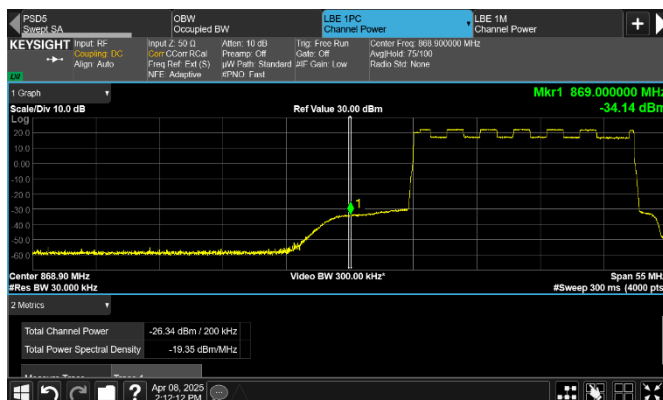 PSD5
Swept SA
OBW
Occupied BW
LBE 1PC
Channel Power
LBE 1M
Channel Power
KEYSIGHT
Input: RF
Coupling: DC
Align: Auto
Input Z: 50 Ω
Corr CCorr RCal
Freq Ref: Ext (S)
NFE: Adaptive
Atten: 10 dB
Preamp: Off
µW Path: Standard
#PNO: Fast
Trig: Free Run
Gate: Off
#IF Gain: Low
Center Freq: 868.900000 MHz
Avg|Hold: 75/100
Radio Std: None
1 Graph
Mkr1 869.000000 MHz
Scale/Div 10.0 dB
Ref Value 30.00 dBm
-34.14 dBm
Log
20.0
10.0
0.00
-10.0
-20.0
-30.0
-40.0
-50.0
-60.0
1
Center 868.90 MHz
Video BW 300.00 kHz*
Span 55 MHz
#Res BW 30.000 kHz
#Sweep 300 ms (4000 pts)
2 Metrics
Total Channel Power
-26.34 dBm / 200 kHz
Total Power Spectral Density
-19.35 dBm/MHz
Apr 08, 2025
2:12:12 PM